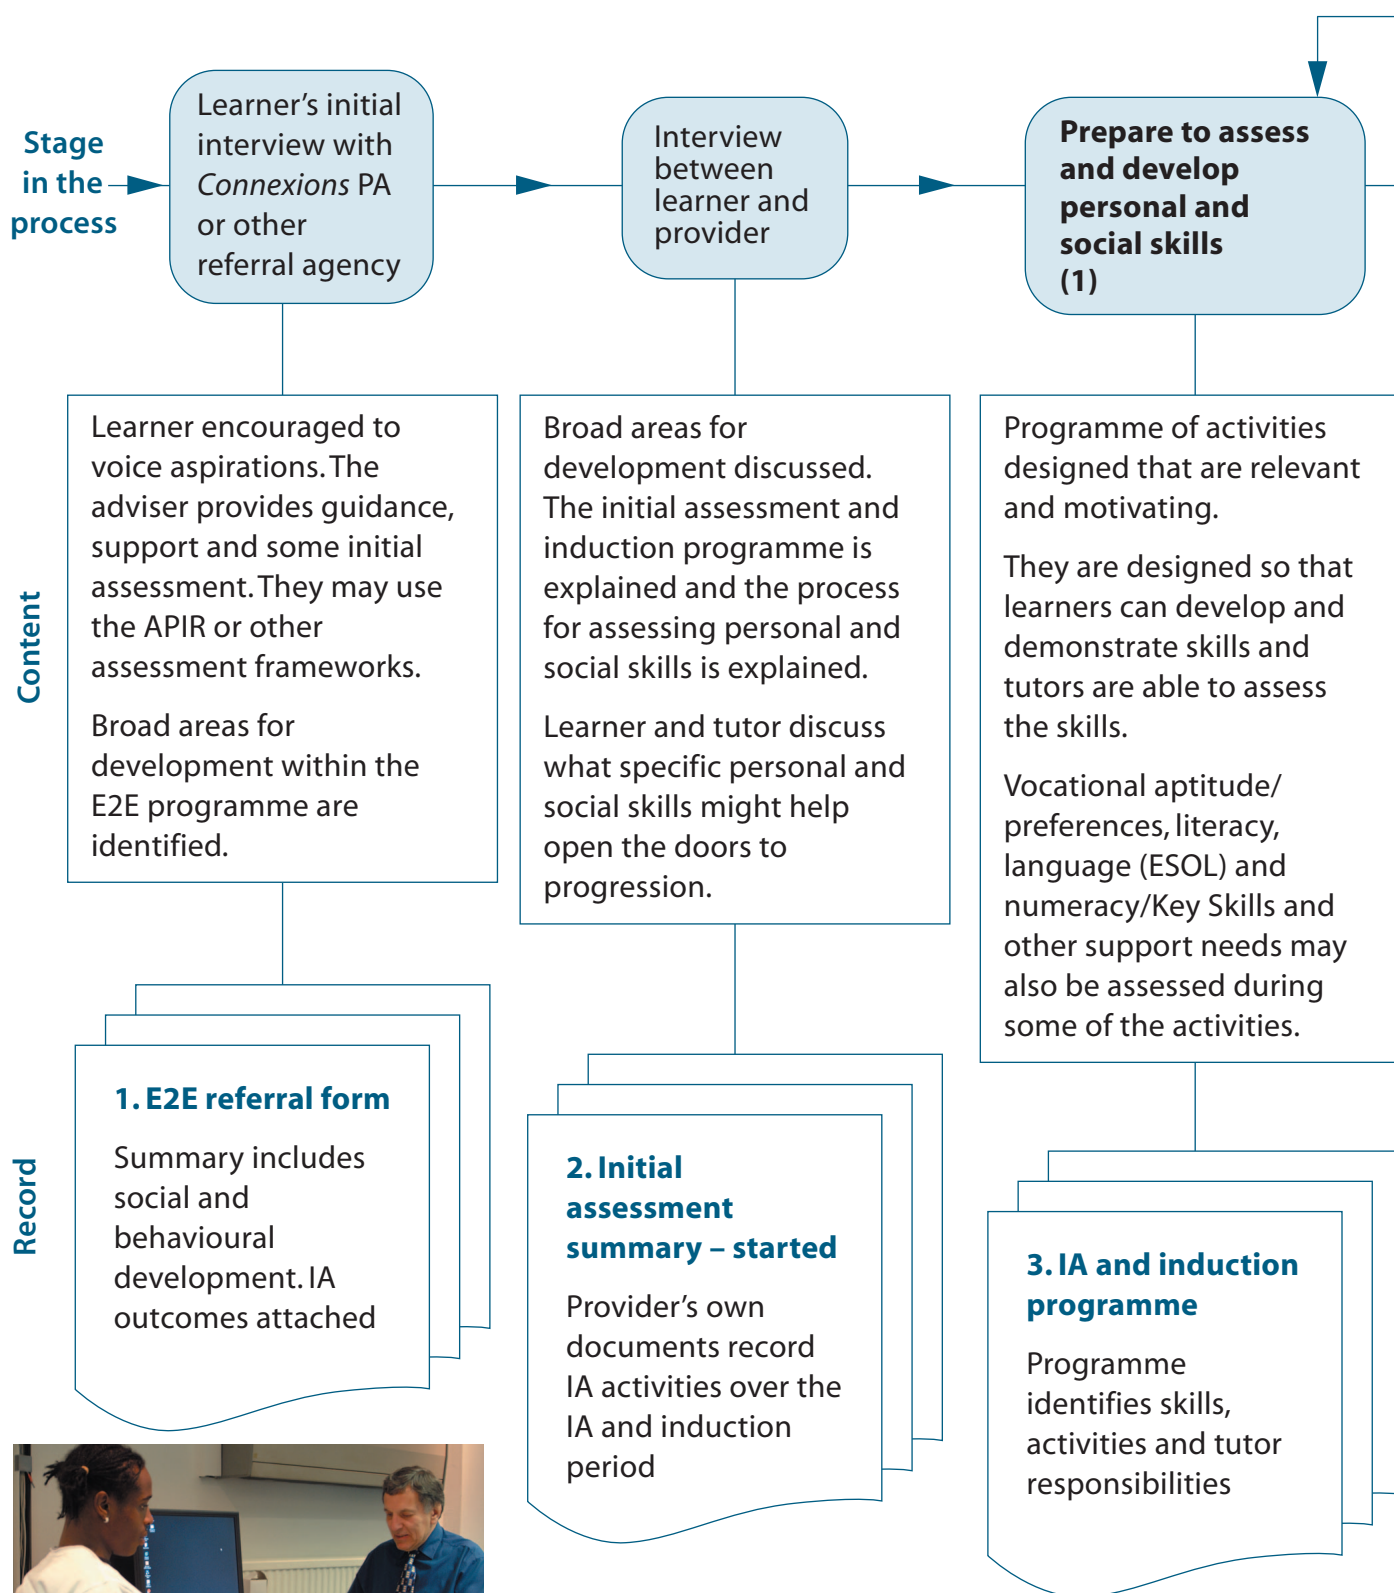 Stage
in the
process
Learner’s initial
interview with
Connexions PA
or other
referral agency
Interview
between
learner and
provider
Prepare to assess
and develop
personal and
social skills
(1)
Content
Learner encouraged to
voice aspirations. The
adviser provides guidance,
support and some initial
assessment. They may use
the APIR or other
assessment frameworks.
Broad areas for
development within the
E2E programme are
identified.
Broad areas for
development discussed.
The initial assessment and
induction programme is
explained and the process
for assessing personal and
social skills is explained.
Learner and tutor discuss
what specific personal and
social skills might help
open the doors to
progression.
Programme of activities
designed that are relevant
and motivating.
They are designed so that
learners can develop and
demonstrate skills and
tutors are able to assess
the skills.
Vocational aptitude/
preferences, literacy,
language (ESOL) and
numeracy/Key Skills and
other support needs may
also be assessed during
some of the activities.
Record
1. E2E referral form
Summary includes
social and
behavioural
development. IA
outcomes attached
2. Initial
assessment
summary – started
Provider’s own
documents record
IA activities over the
IA and induction
period
3. IA and induction
programme
Programme
identifies skills,
activities and tutor
responsibilities